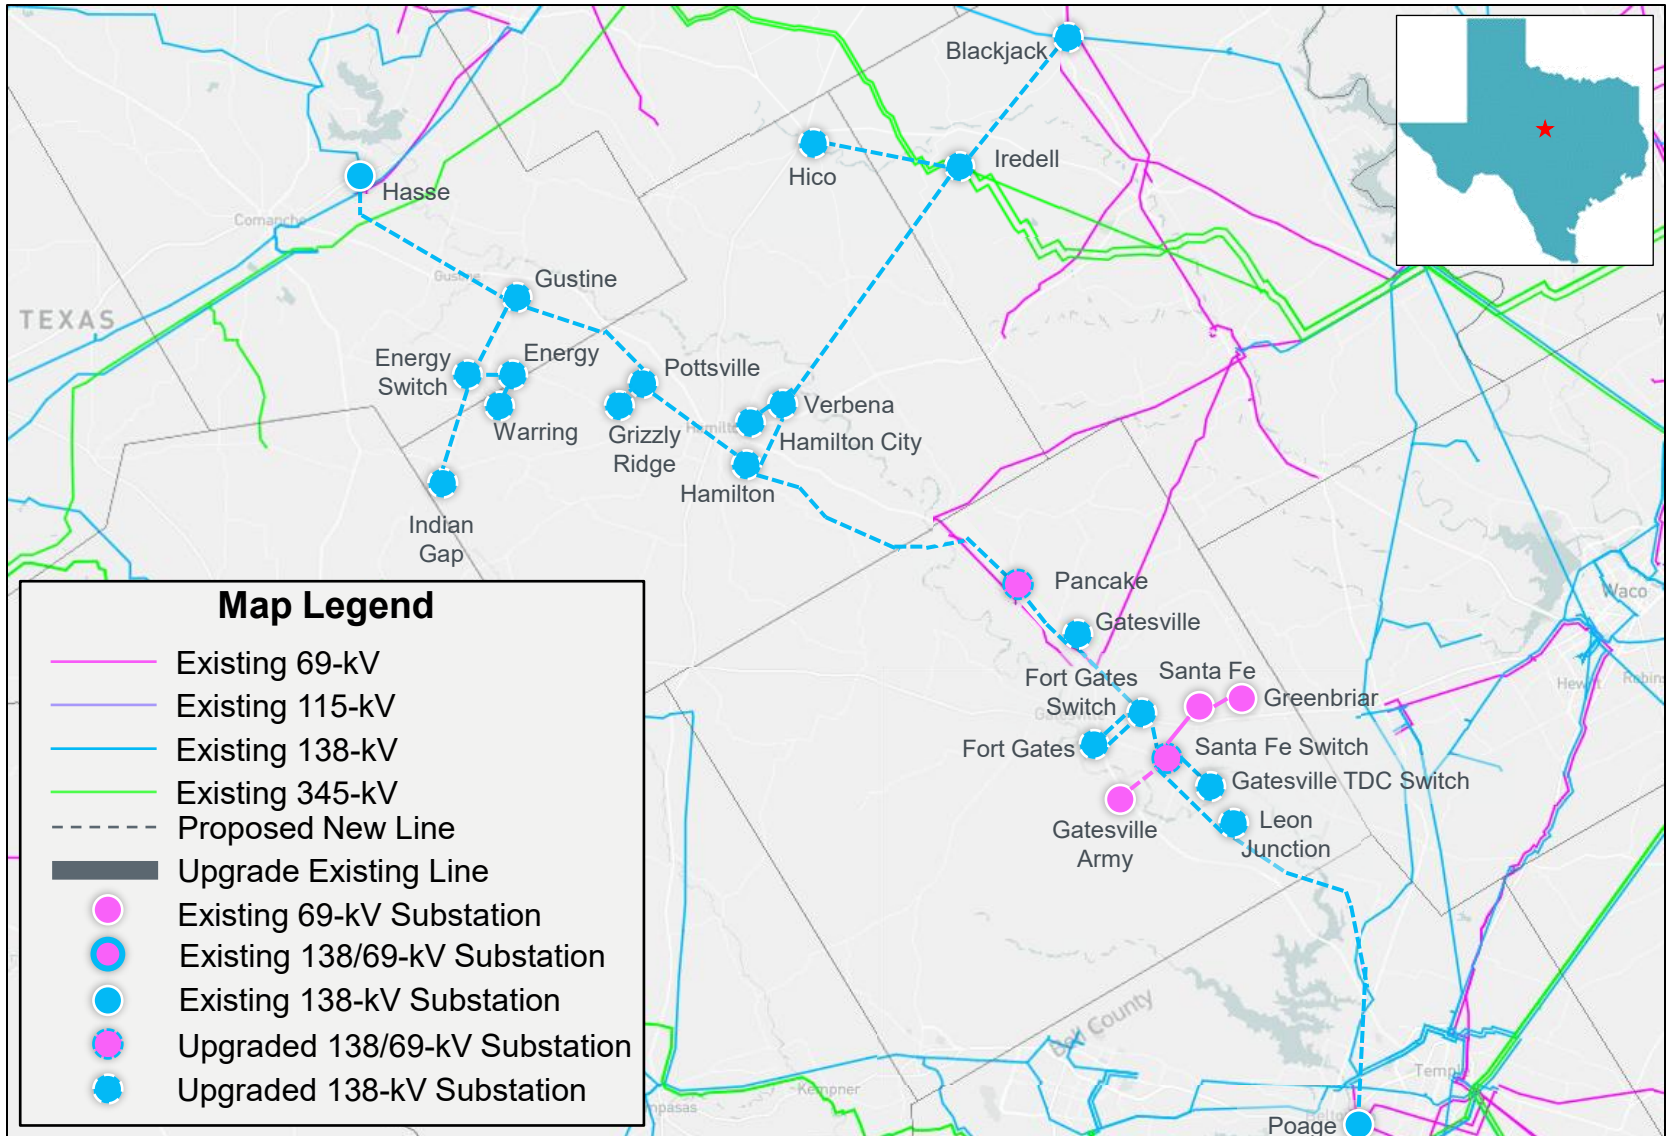 Blackjack
Hico
Iredell
Hasse
Comanche
Gustine
Gustine
TEXAS
Energy
Switch
Energy
Pottsville
Verbena
Warring
Grizzly
Ridge
Hamilton City
Hamilton
Indian
Gap
Pancake
Gatesville
Waco
Fort Gates
Switch
Santa Fe
Greenbriar
Fort Gates
Santa Fe Switch
Gatesville TDC Switch
Gatesville
Army
Leon
Junction
Bell County
Kempner
Poage
Map Legend
Existing 69-kV
Existing 115-kV
Existing 138-kV
Existing 345-kV
Proposed New Line
Upgrade Existing Line
Existing 69-kV Substation
Existing 138/69-kV Substation
Existing 138-kV Substation
Upgraded 138/69-kV Substation
Upgraded 138-kV Substation